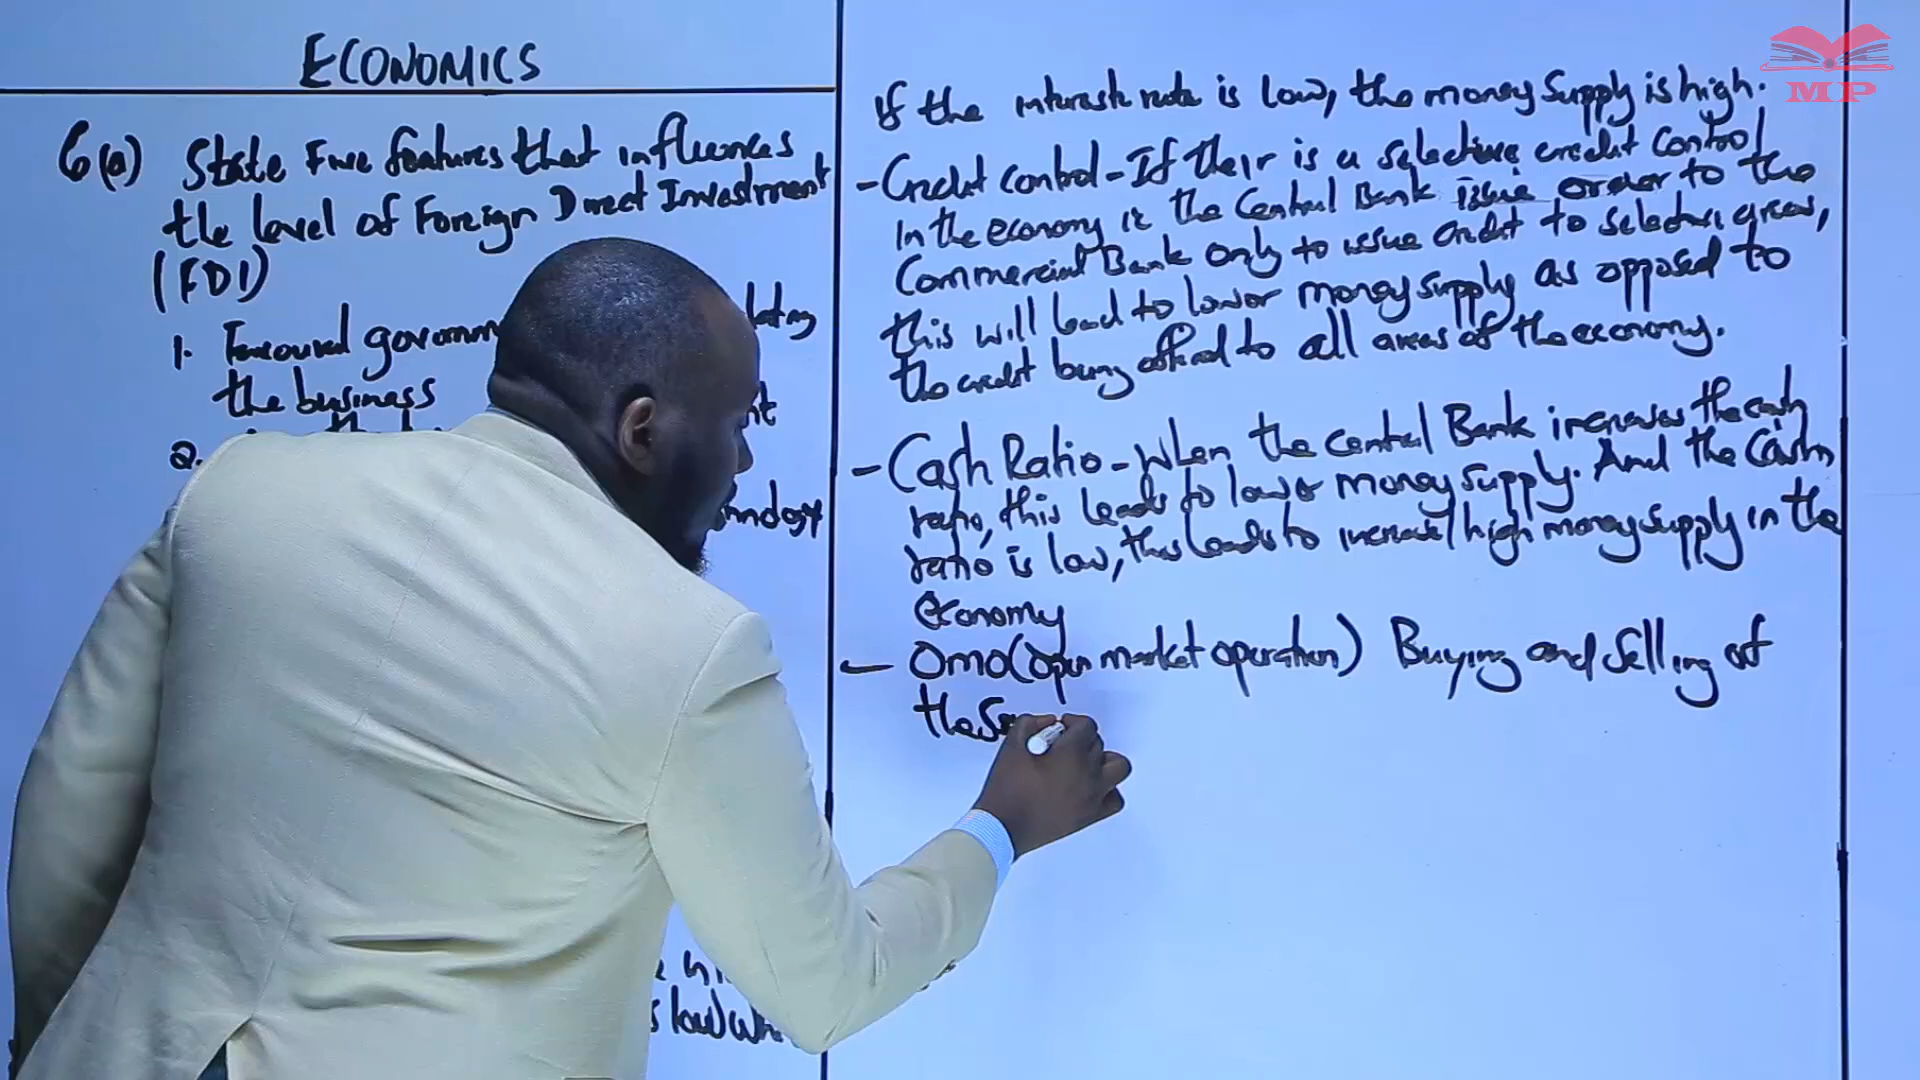 ECONOMICS
6(a) State Five features that influences
the level of Foreign Direct Investment
(FDI)
1. Favoural governm
the business
2.
If the interest rate is low, the money supply is high.
- Credit control - If their is a selective credit control
in the economy ie the Central Bank issue order to the
Commercial Bank only to issue credit to selective areas,
this will lead to lower money supply as opposed to
the credit being offered to all areas of the economy.
- Cash Ratio - When the central Bank increases the cash
ratio, this leads to lower money supply. And the cash
ratio is low, this leads to increase/high money supply in the
economy
- OMO (open market operation) Buying and selling of
the
MP